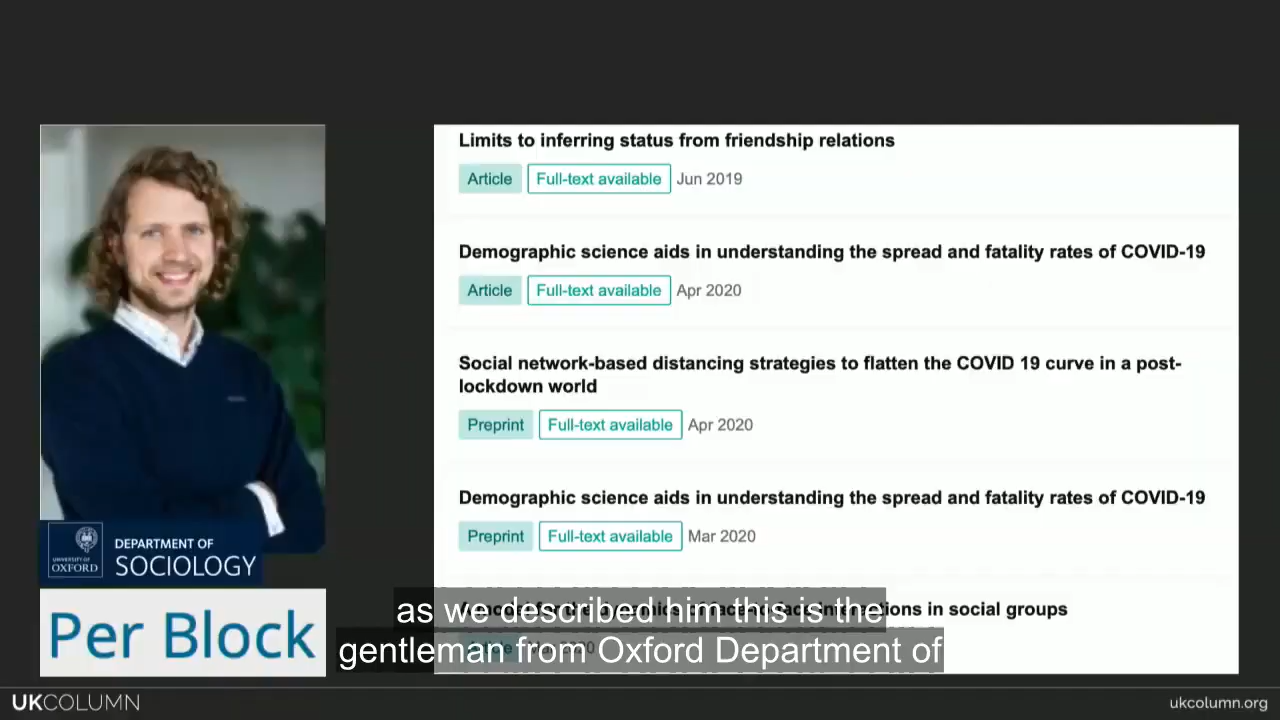 Limits to inferring status from friendship relations
Article Full-text available Jun 2019
Demographic science aids in understanding the spread and fatality rates of COVID-19
Article Full-text available Apr 2020
Social network-based distancing strategies to flatten the COVID 19 curve in a post-
lockdown world
Preprint Full-text available Apr 2020
Demographic science aids in understanding the spread and fatality rates of COVID-19
Preprint Full-text available Mar 2020
in social groups
UNIVERSITY OF
OXFORD
DEPARTMENT OF
SOCIOLOGY
Per Block
as we described him this is the
gentleman from Oxford Department of
UKCOLUMN
ukcolumn.org